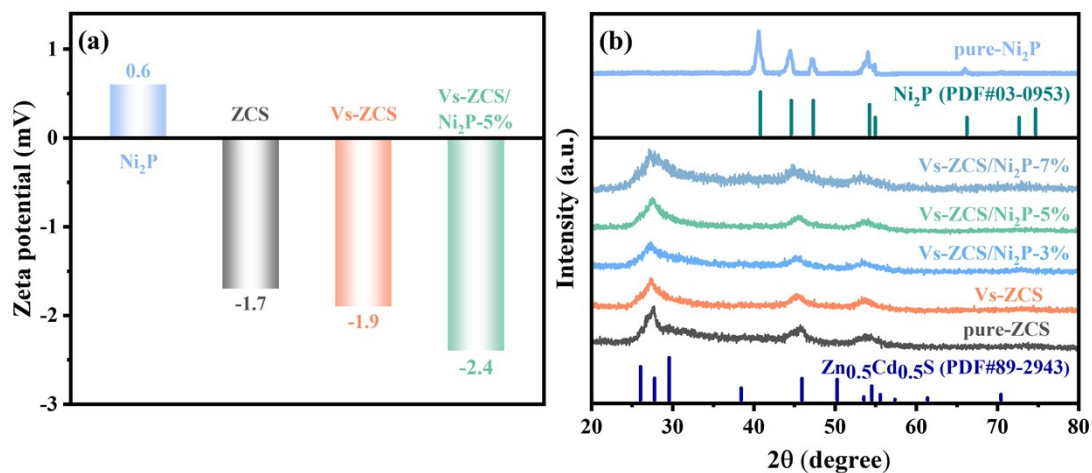 (a)
Zeta potential (mV)
1
0
-1
-2
-3
0.6
Ni₂P
ZCS
-1.7
Vs-ZCS
-1.9
Vs-ZCS/
Ni₂P-5%
-2.4
(b)
Intensity (a.u.)
pure-Ni₂P
Ni₂P (PDF#03-0953)
Vs-ZCS/Ni₂P-7%
Vs-ZCS/Ni₂P-5%
Vs-ZCS/Ni₂P-3%
Vs-ZCS
pure-ZCS
Zn₀.₅Cd₀.₅S (PDF#89-2943)
20 30 40 50 60 70 80
2θ (degree)